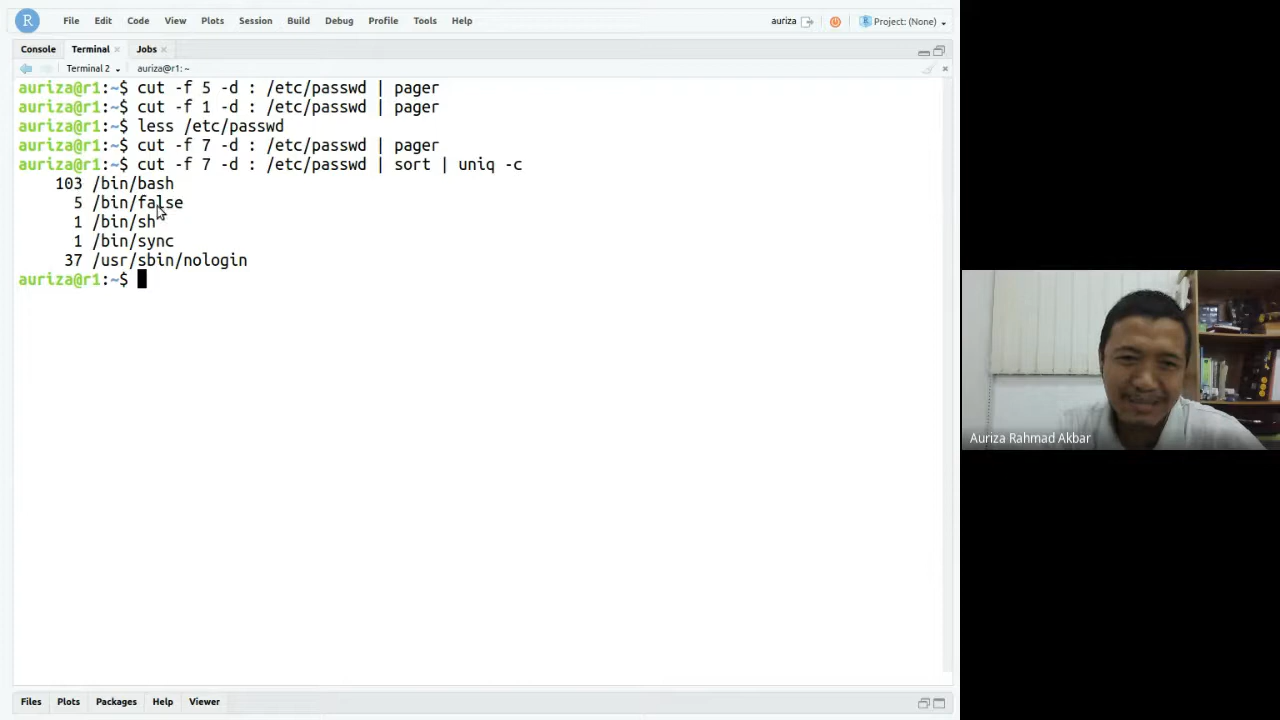 R File Edit Code View Plots Session Build Debug Profile Tools Help auriza Project: (None)
Console Terminal Jobs
Terminal 2 auriza@r1: ~
auriza@r1:~$ cut -f 5 -d : /etc/passwd | pager
auriza@r1:~$ cut -f 1 -d : /etc/passwd | pager
auriza@r1:~$ less /etc/passwd
auriza@r1:~$ cut -f 7 -d : /etc/passwd | pager
auriza@r1:~$ cut -f 7 -d : /etc/passwd | sort | uniq -c
103 /bin/bash
5 /bin/false
1 /bin/sh
1 /bin/sync
37 /usr/sbin/nologin
auriza@r1:~$
Auriza Rahmad Akbar
Files Plots Packages Help Viewer